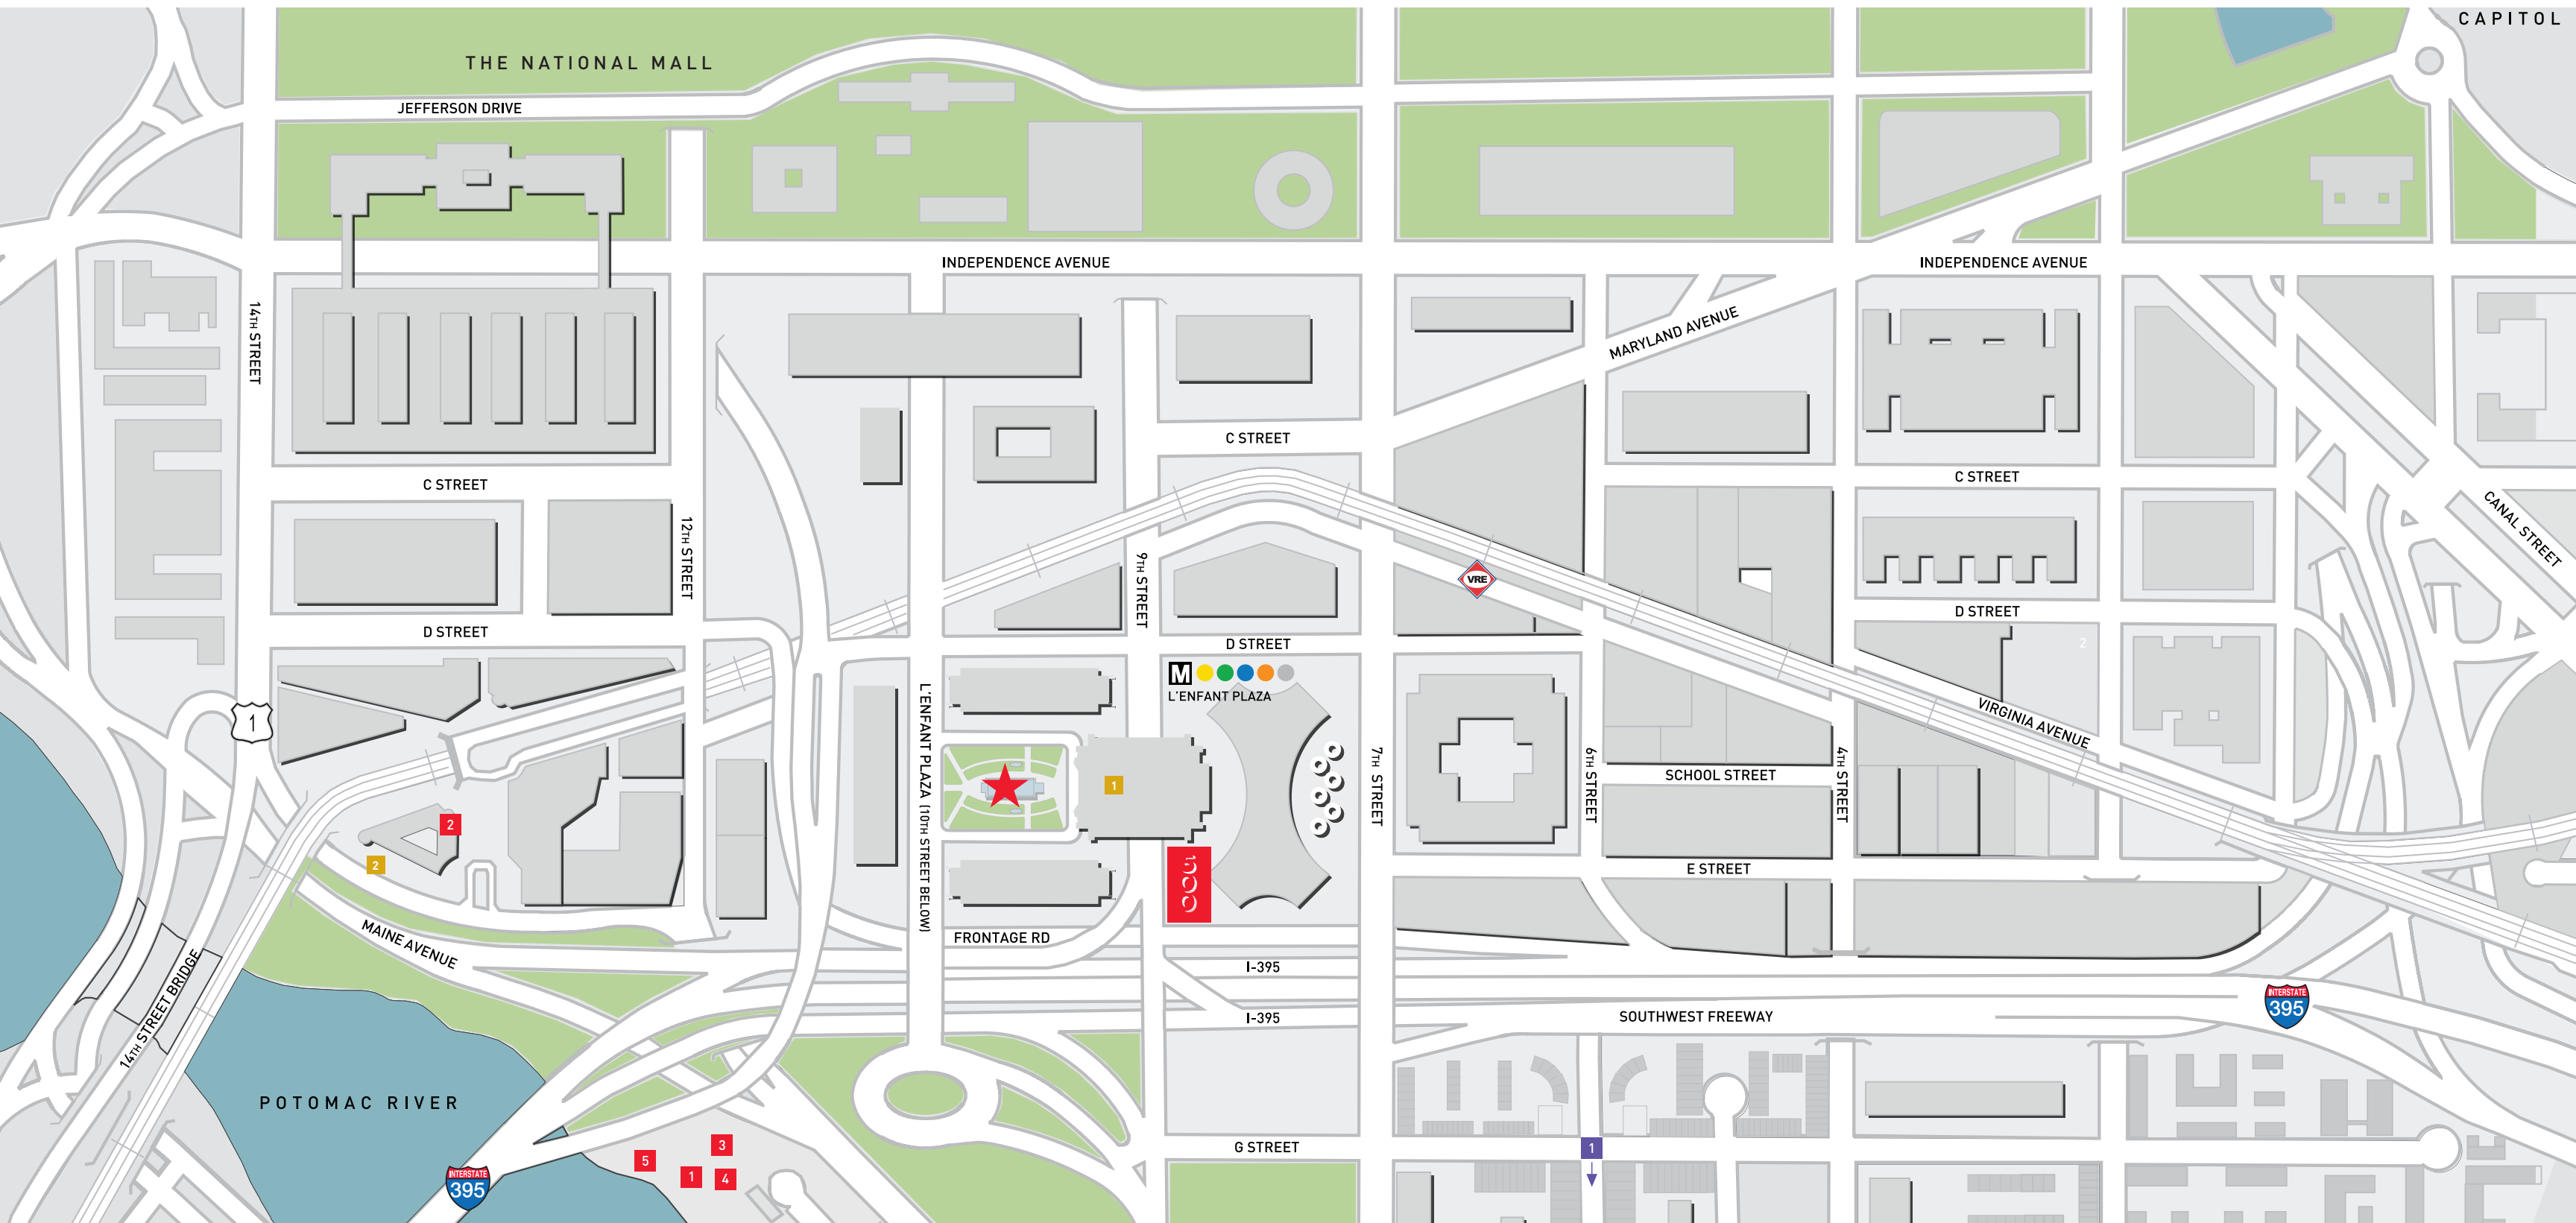 CAPITOL
THE NATIONAL MALL
JEFFERSON DRIVE
INDEPENDENCE AVENUE
INDEPENDENCE AVENUE
14TH STREET
MARYLAND AVENUE
C STREET
C STREET
C STREET
CANAL STREET
12TH STREET
9TH STREET
VRE
D STREET
D STREET
D STREET
2
M
L'ENFANT PLAZA
1
L'ENFANT PLAZA (10TH STREET BELOW)
VIRGINIA AVENUE
7TH STREET
6TH STREET
4TH STREET
SCHOOL STREET
1
2
2
E STREET
1500
MAINE AVENUE
FRONTAGE RD
I-395
14TH STREET BRIDGE
INTERSTATE
395
I-395
SOUTHWEST FREEWAY
POTOMAC RIVER
3
G STREET
1
5
1
4
INTERSTATE
395